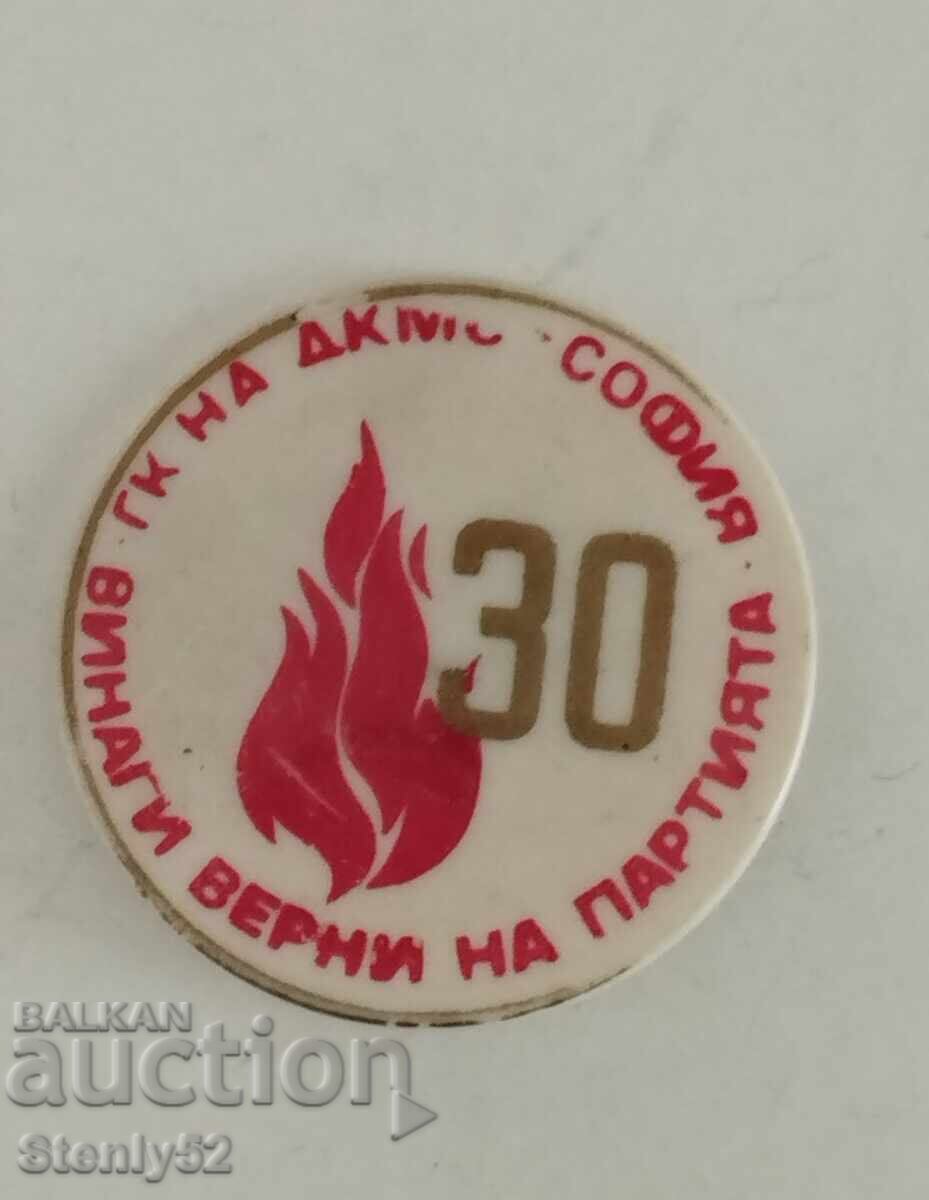 ГК НА ДКМС · СОФИЯ ·
ВИНАГИ ВЕРНИ НА ПАРТИЯТА
30
BALKAN
auction
Stenly52